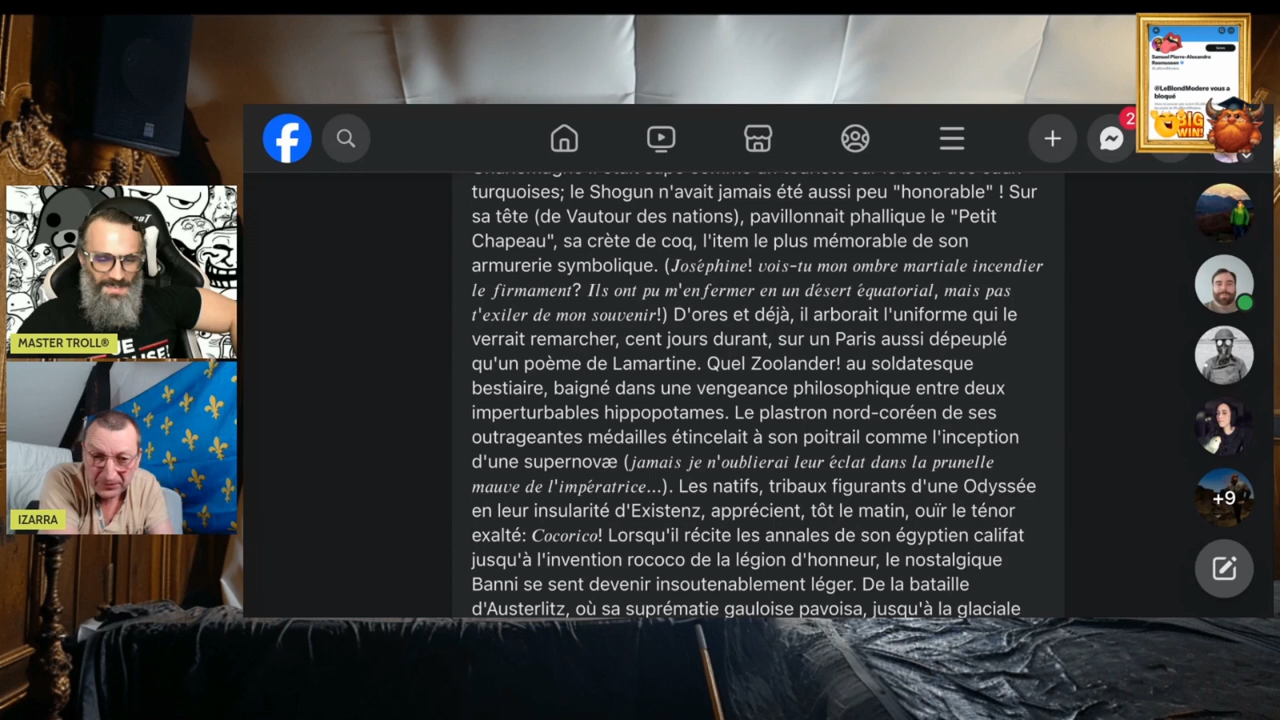 Samuel Pierre-Alexandre
Rasmussen
@LeBlondModere vous a
bloqué
BIG
WIN!
2
turquoises; le Shogun n'avait jamais été aussi peu "honorable" ! Sur
sa tête (de Vautour des nations), pavillonnait phallique le "Petit
Chapeau", sa crète de coq, l'item le plus mémorable de son
armurerie symbolique. (Joséphine! vois-tu mon ombre martiale incendier
le firmament? Ils ont pu m'enfermer en un désert équatorial, mais pas
t'exiler de mon souvenir!) D'ores et déjà, il arborait l'uniforme qui le
verrait remarcher, cent jours durant, sur un Paris aussi dépeuplé
qu'un poème de Lamartine. Quel Zoolander! au soldatesque
bestiaire, baigné dans une vengeance philosophique entre deux
imperturbables hippopotames. Le plastron nord-coréen de ses
outrageantes médailles étincelait à son poitrail comme l'inception
d'une supernovæ (jamais je n'oublierai leur éclat dans la prunelle
mauve de l'impératrice...). Les natifs, tribaux figurants d'une Odyssée
en leur insularité d'Existenz, apprécient, tôt le matin, ouïr le ténor
exalté: Cocorico! Lorsqu'il récite les annales de son égyptien califat
jusqu'à l'invention rococo de la légion d'honneur, le nostalgique
Banni se sent devenir insoutenablement léger. De la bataille
d'Austerlitz, où sa suprématie gauloise pavoisa, jusqu'à la glaciale
+9
MASTER TROLL®
IZARRA